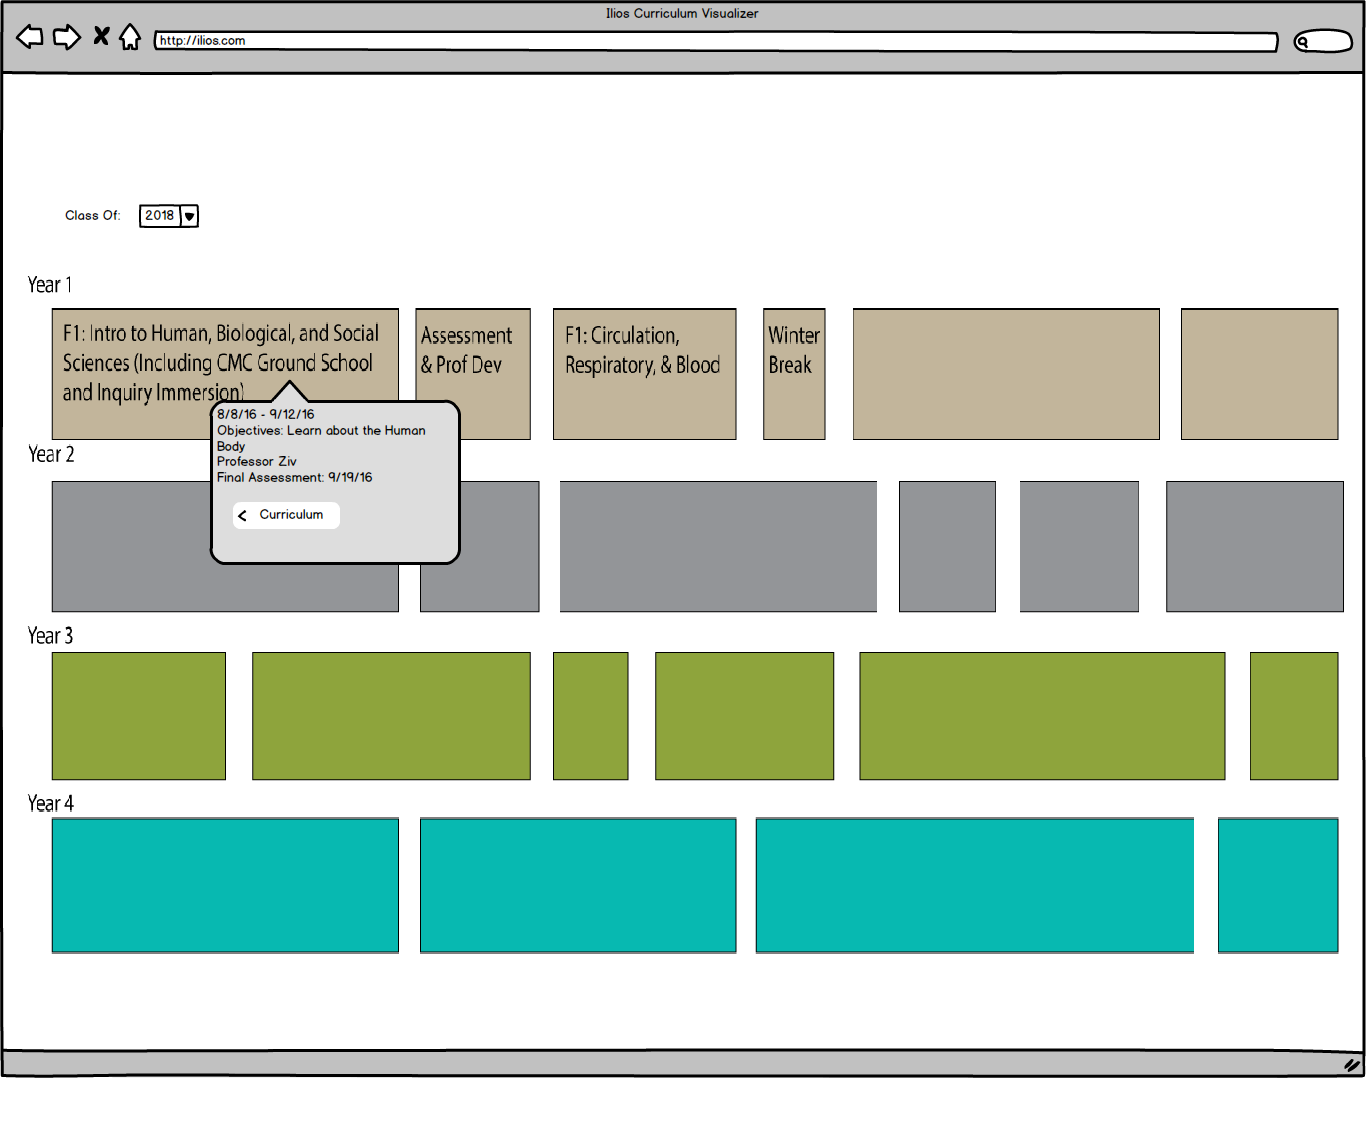 Ilios Curriculum Visualizer
http://ilios.com
Class Of: 2018
Year 1
F1: Intro to Human, Biological, and Social
Sciences (Including CMC Ground School
and Inquiry Immersion)
Assessment
& Prof Dev
F1: Circulation,
Respiratory, & Blood
Winter
Break
8/8/16 - 9/12/16
Objectives: Learn about the Human
Body
Professor Ziv
Final Assessment: 9/19/16
< Curriculum
Year 2
Year 3
Year 4